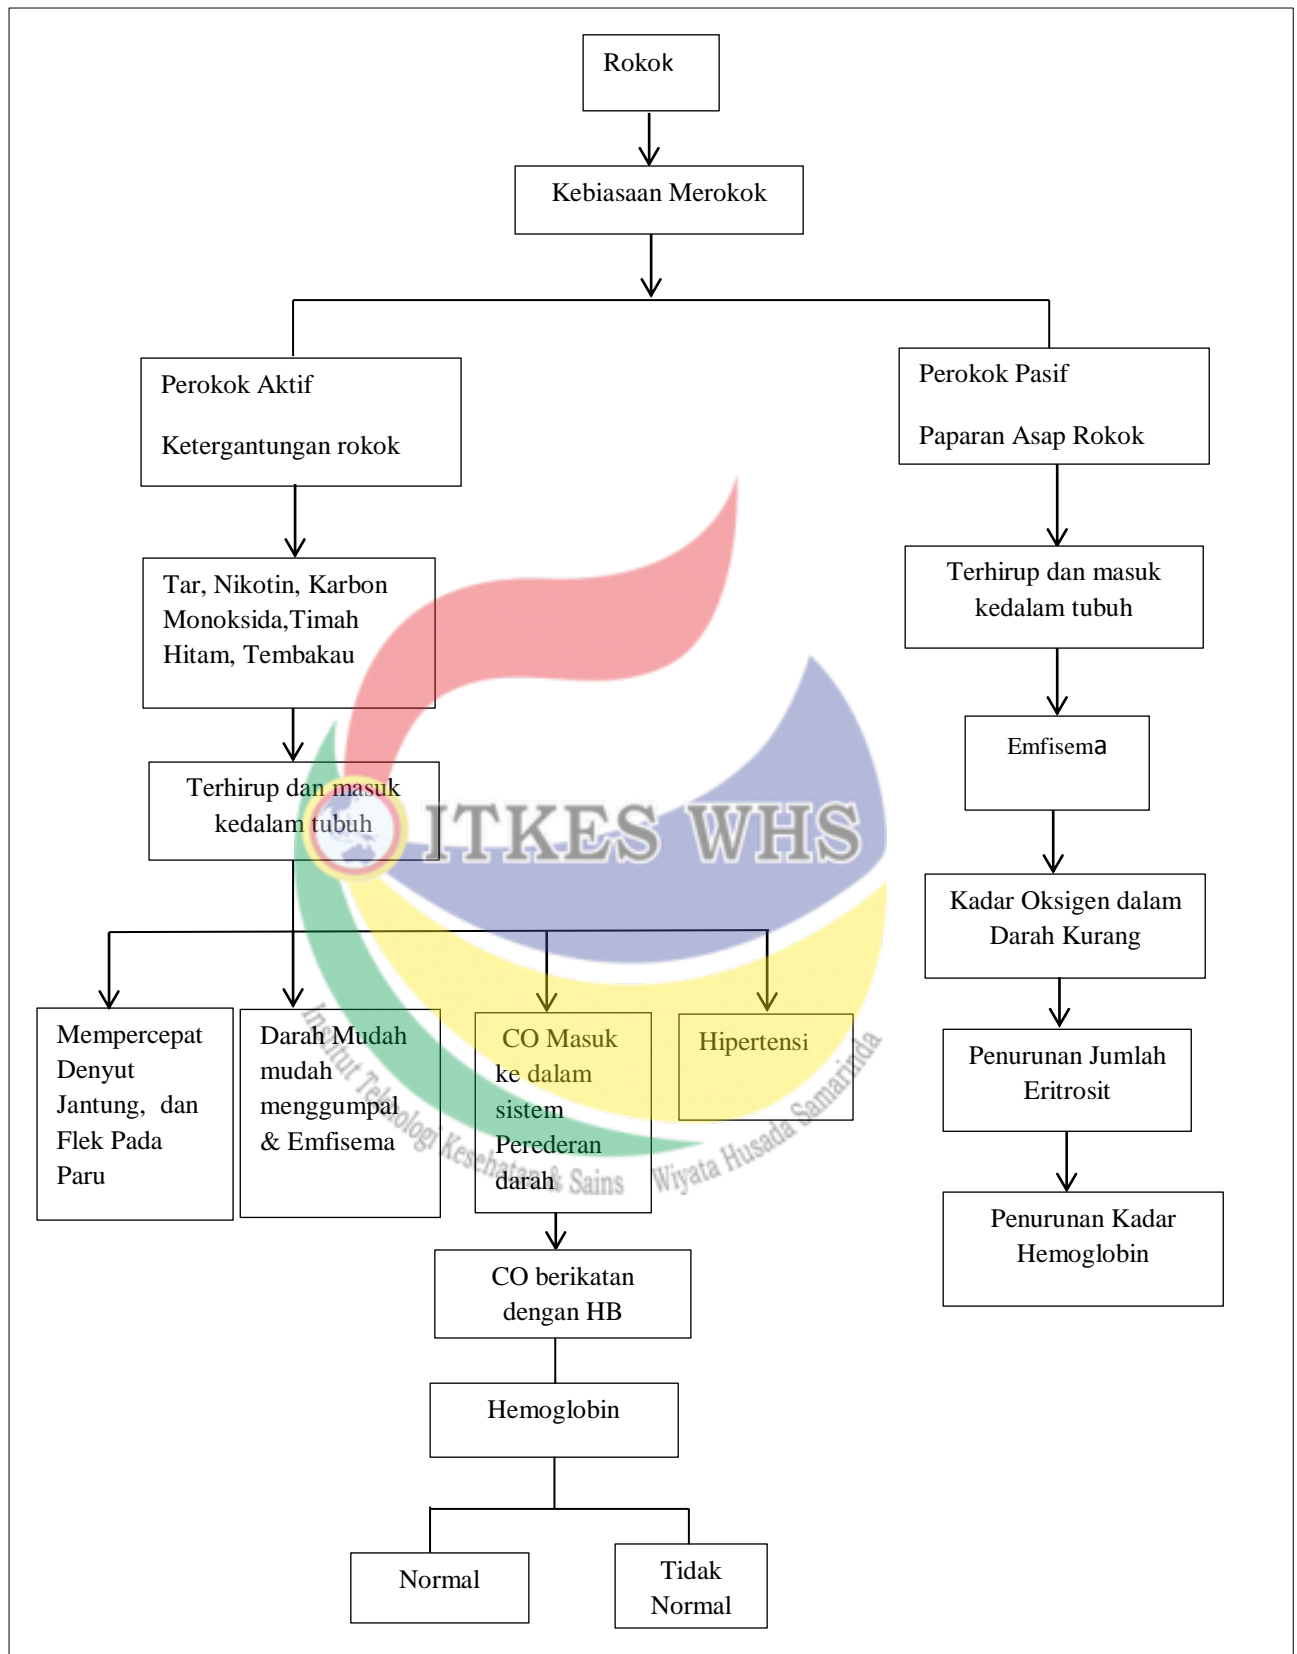 Rokok
Kebiasaan Merokok
Perokok Aktif
Ketergantungan rokok
Perokok Pasif
Paparan Asap Rokok
Tar, Nikotin, Karbon
Monoksida,Timah
Hitam, Tembakau
Terhirup dan masuk
kedalam tubuh
Emfisema
Terhirup dan masuk
kedalam tubuh
ITKES WHS
Kadar Oksigen dalam
Darah Kurang
Mempercepat
Denyut
Jantung, dan
Flek Pada
Paru
Darah Mudah
mudah
menggumpal
& Emfisema
CO Masuk
ke dalam
sistem
Perederan
darah
Hipertensi
Penurunan Jumlah
Eritrosit
Institut Teknologi Kesehatan & Sains Wiyata Husada Samarinda
Penurunan Kadar
Hemoglobin
CO berikatan
dengan HB
Hemoglobin
Normal
Tidak
Normal